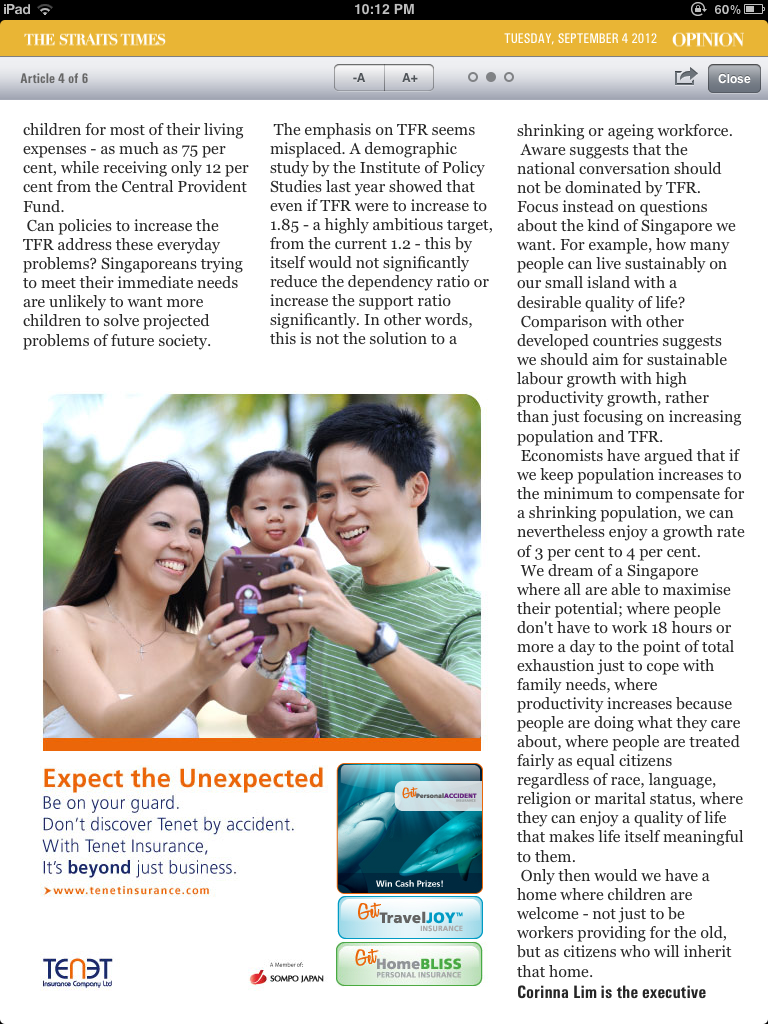 iPad
10:12 PM
60%
THE STRAITS TIMES
TUESDAY, SEPTEMBER 4 2012
OPINION
Article 4 of 6
-A
A+
Close
children for most of their living
expenses - as much as 75 per
cent, while receiving only 12 per
cent from the Central Provident
Fund.
Can policies to increase the
TFR address these everyday
problems? Singaporeans trying
to meet their immediate needs
are unlikely to want more
children to solve projected
problems of future society.
The emphasis on TFR seems
misplaced. A demographic
study by the Institute of Policy
Studies last year showed that
even if TFR were to increase to
1.85 - a highly ambitious target,
from the current 1.2 - this by
itself would not significantly
reduce the dependency ratio or
increase the support ratio
significantly. In other words,
this is not the solution to a
shrinking or ageing workforce.
Aware suggests that the
national conversation should
not be dominated by TFR.
Focus instead on questions
about the kind of Singapore we
want. For example, how many
people can live sustainably on
our small island with a
desirable quality of life?
Comparison with other
developed countries suggests
we should aim for sustainable
labour growth with high
productivity growth, rather
than just focusing on increasing
population and TFR.
Economists have argued that if
we keep population increases to
the minimum to compensate for
a shrinking population, we can
nevertheless enjoy a growth rate
of 3 per cent to 4 per cent.
We dream of a Singapore
where all are able to maximise
their potential; where people
don't have to work 18 hours or
more a day to the point of total
exhaustion just to cope with
family needs, where
productivity increases because
people are doing what they care
about, where people are treated
fairly as equal citizens
regardless of race, language,
religion or marital status, where
they can enjoy a quality of life
that makes life itself meaningful
to them.
Only then would we have a
home where children are
welcome - not just to be
workers providing for the old,
but as citizens who will inherit
that home.
Corinna Lim is the executive
Expect the Unexpected
Be on your guard.
Don't discover Tenet by accident.
With Tenet Insurance,
It's beyond just business.
www.tenetinsurance.com
Get PersonalACCIDENT
INSURANCE
Win Cash Prizes!
Get TravelJOY™
INSURANCE
Get HomeBLISS
PERSONAL INSURANCE
TENET
Insurance Company Ltd
A Member of:
SOMPO JAPAN